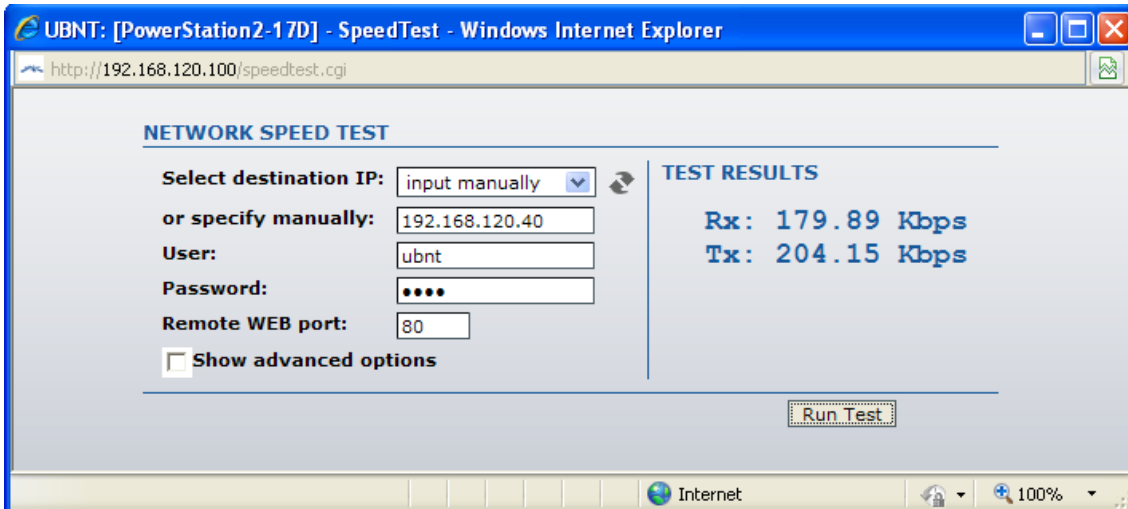 UBNT: [PowerStation2-17D] - SpeedTest - Windows Internet Explorer
http://192.168.120.100/speedtest.cgi
NETWORK SPEED TEST
Select destination IP: input manually
or specify manually: 192.168.120.40
User: ubnt
Password: ••••
Remote WEB port: 80
Show advanced options
TEST RESULTS
Rx: 179.89 Kbps
Tx: 204.15 Kbps
Run Test
Internet
100%